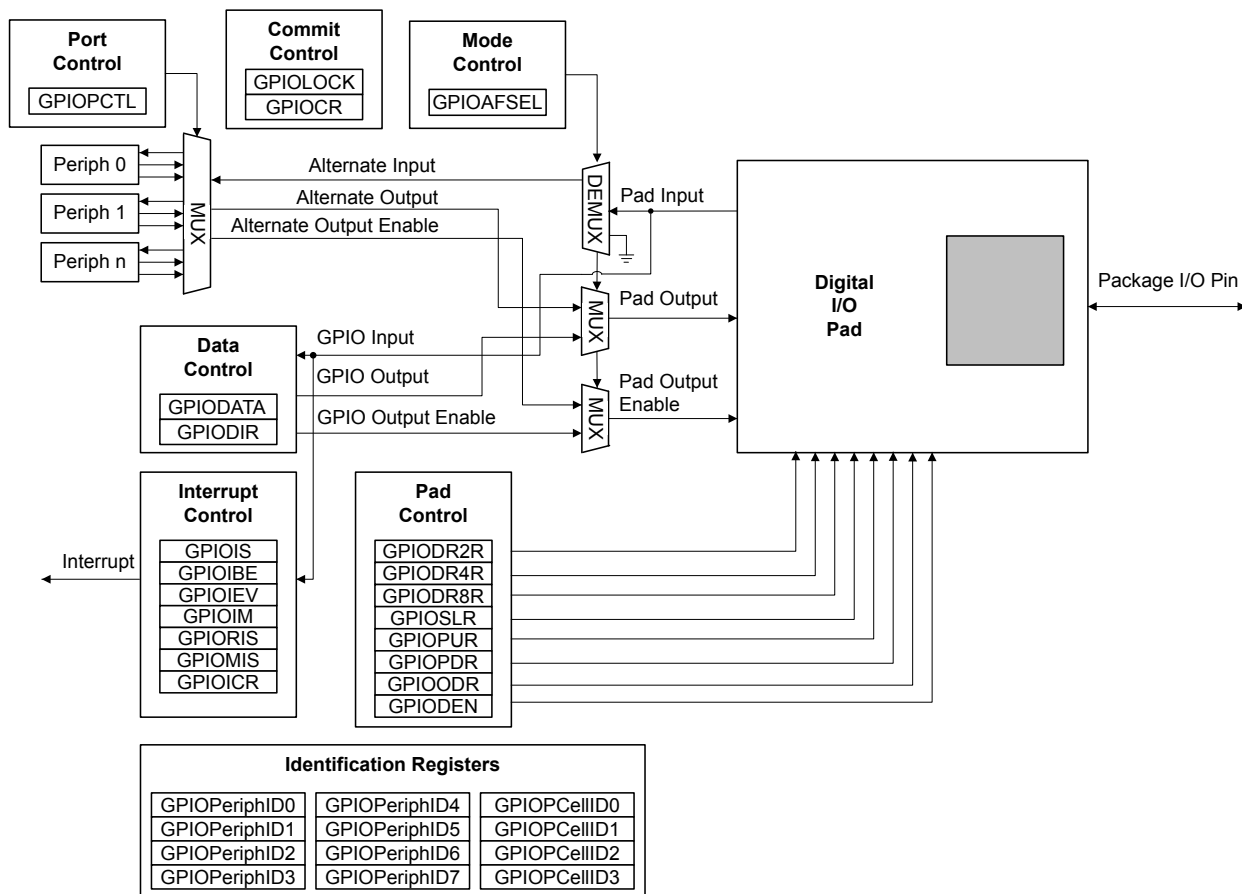 Port
Control
GPIOPCTL
Commit
Control
GPIOLOCK
GPIOCR
Mode
Control
GPIOAFSEL
Periph 0
Periph 1
Periph n
MUX
Alternate Input
Alternate Output
Alternate Output Enable
DEMUX
Pad Input
MUX
Pad Output
MUX
Pad Output
Enable
Digital
I/O
Pad
Package I/O Pin
Data
Control
GPIODATA
GPIODIR
GPIO Input
GPIO Output
GPIO Output Enable
Interrupt
Control
GPIOIS
GPIOIBE
GPIOIEV
GPIOIM
GPIORIS
GPIOMIS
GPIOICR
Interrupt
Pad
Control
GPIODR2R
GPIODR4R
GPIODR8R
GPIOSLR
GPIOPUR
GPIOPDR
GPIOODR
GPIODEN
Identification Registers
GPIOPeriphID0
GPIOPeriphID1
GPIOPeriphID2
GPIOPeriphID3
GPIOPeriphID4
GPIOPeriphID5
GPIOPeriphID6
GPIOPeriphID7
GPIOPCellID0
GPIOPCellID1
GPIOPCellID2
GPIOPCellID3